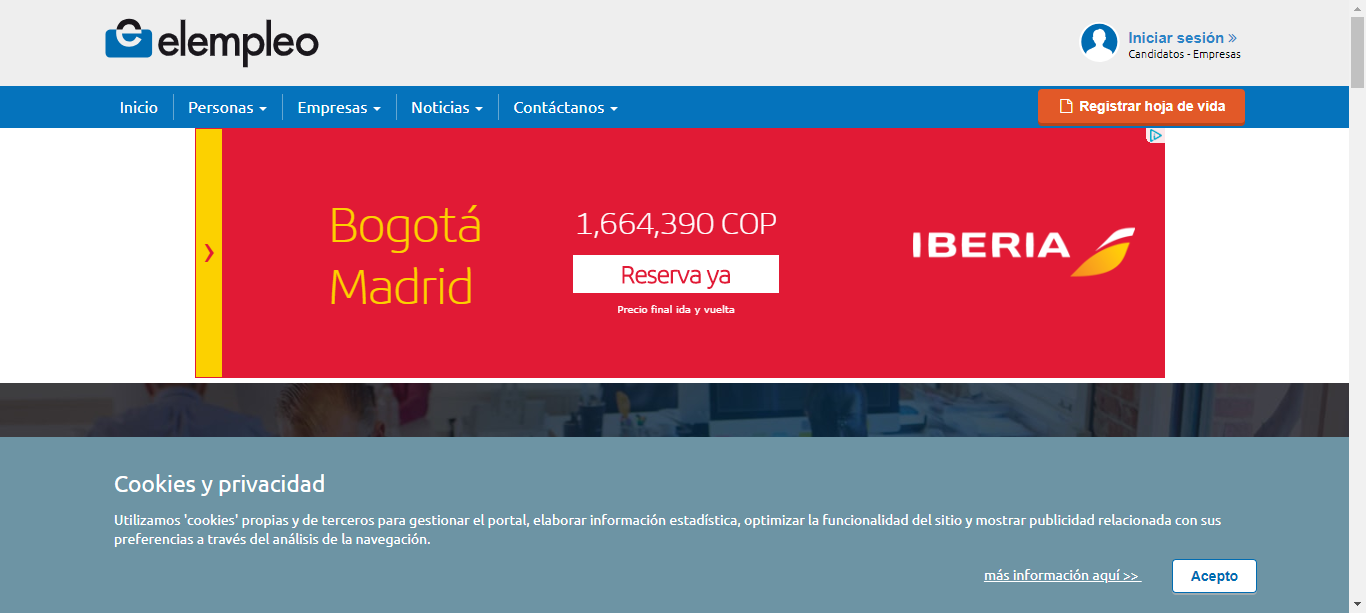 elempleo
Iniciar sesión »
Candidatos - Empresas
Inicio
Personas
Empresas
Noticias
Contáctanos
Registrar hoja de vida
Bogotá
Madrid
1,664,390 COP
Reserva ya
Precio final ida y vuelta
IBERIA
Cookies y privacidad
Utilizamos 'cookies' propias y de terceros para gestionar el portal, elaborar información estadística, optimizar la funcionalidad del sitio y mostrar publicidad relacionada con sus
preferencias a través del análisis de la navegación.
más información aquí >>
Acepto